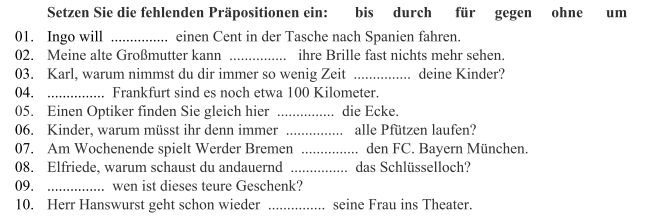 Setzen Sie die fehlenden Präpositionen ein: bis durch für gegen ohne um
01. Ingo will ............... einen Cent in der Tasche nach Spanien fahren.
02. Meine alte Großmutter kann ............... ihre Brille fast nichts mehr sehen.
03. Karl, warum nimmst du dir immer so wenig Zeit ............... deine Kinder?
04. ............... Frankfurt sind es noch etwa 100 Kilometer.
05. Einen Optiker finden Sie gleich hier ............... die Ecke.
06. Kinder, warum müsst ihr denn immer ............... alle Pfützen laufen?
07. Am Wochenende spielt Werder Bremen ............... den FC. Bayern München.
08. Elfriede, warum schaust du andauernd ............... das Schlüsselloch?
09. ............... wen ist dieses teure Geschenk?
10. Herr Hanswurst geht schon wieder ............... seine Frau ins Theater.